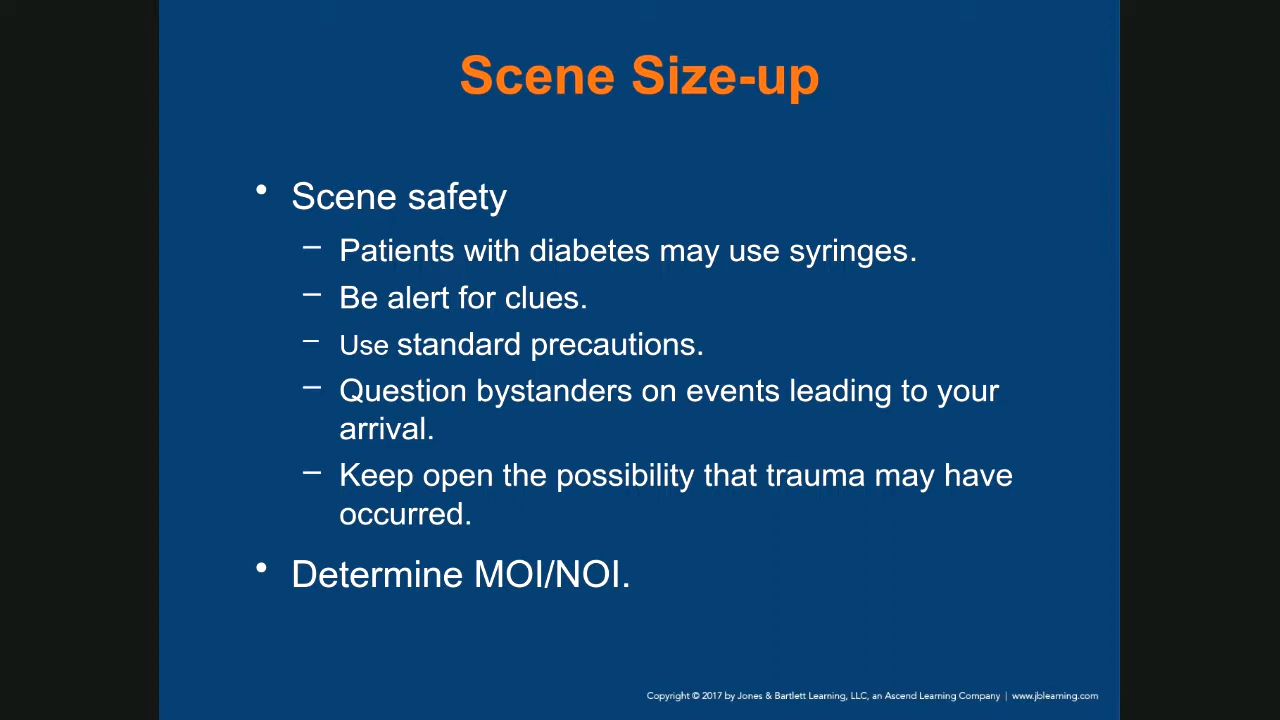 Scene Size-up
• Scene safety
– Patients with diabetes may use syringes.
– Be alert for clues.
– Use standard precautions.
– Question bystanders on events leading to your
arrival.
– Keep open the possibility that trauma may have
occurred.
• Determine MOI/NOI.
Copyright © 2017 by Jones & Bartlett Learning, LLC, an Ascend Learning Company | www.jblearning.com